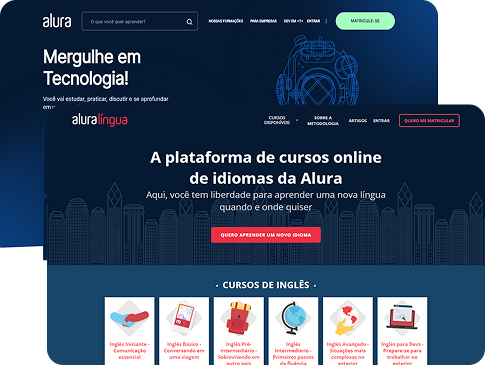 alura
O que você quer aprender?
NOSSAS FORMAÇÕES
PARA EMPRESAS
DEV EM <T>
ENTRAR
MATRICULE-SE
Mergulhe em
Tecnologia!
Você vai estudar, praticar, discutir e se aprofundar
em
aluralíngua
CURSOS
DISPONÍVEIS
SOBRE A
METODOLOGIA
ARTIGOS
ENTRAR
QUERO ME MATRICULAR
A plataforma de cursos online
de idiomas da Alura
Aqui, você tem liberdade para aprender uma nova língua
quando e onde quiser
QUERO APRENDER UM NOVO IDIOMA
• CURSOS DE INGLÊS •
Inglês Iniciante -
Comunicação
essencial
Inglês Básico -
Conversando em
uma viagem
Inglês Pré-
intermediário -
Sobrevivendo em
outro país
Inglês
Intermediário -
Primeiros passos
da fluência
Inglês Avançado -
Situações mais
complexas no
exterior
Inglês para Devs -
Prepare-se para
trabalhar no
exterior